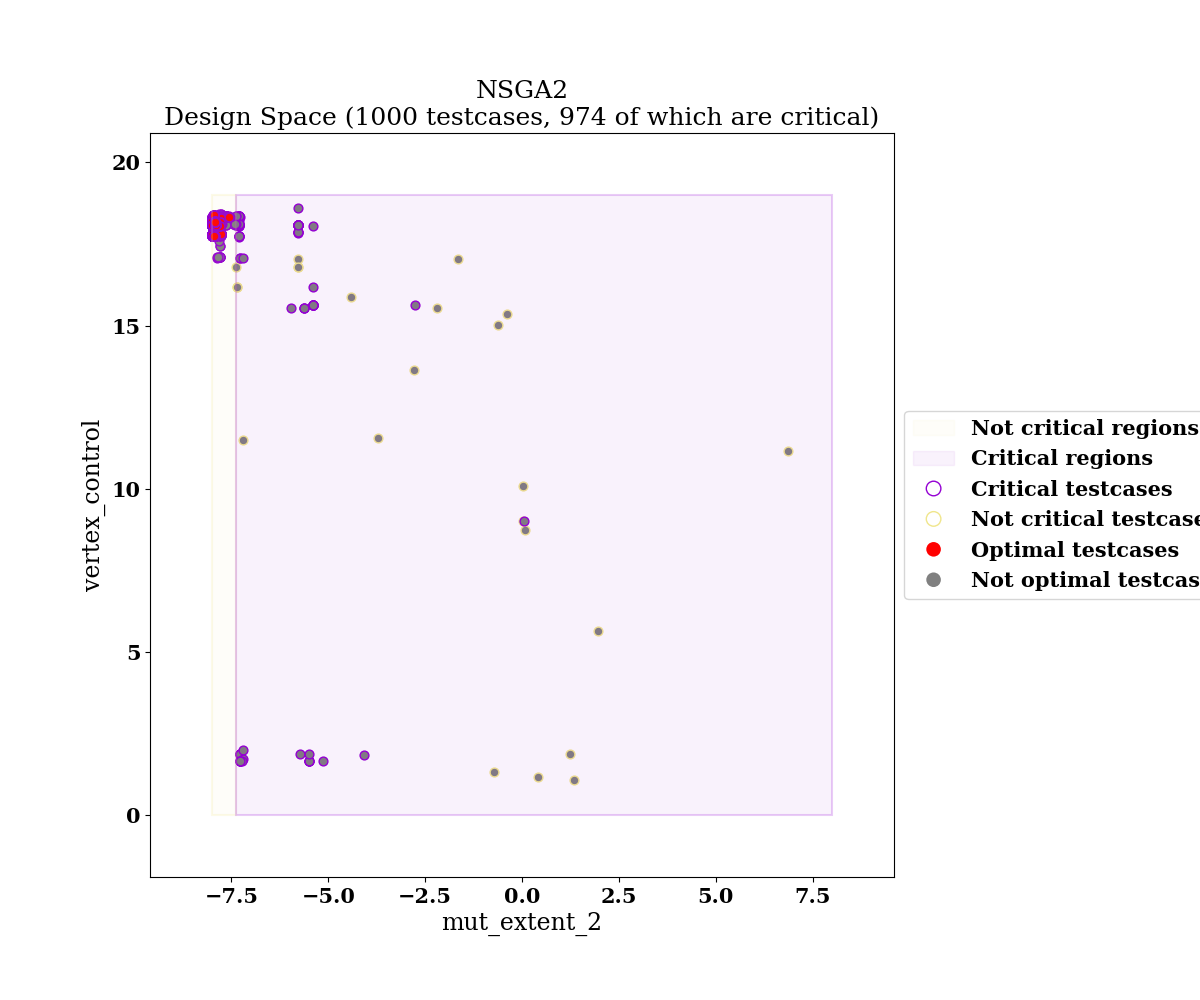 NSGA2
Design Space (1000 testcases, 974 of which are critical)
20
15
10
5
0
vertex_control
−7.5 −5.0 −2.5 0.0 2.5 5.0 7.5
mut_extent_2
Not critical regions
Critical regions
Critical testcases
Not critical testcase
Optimal testcases
Not optimal testcas